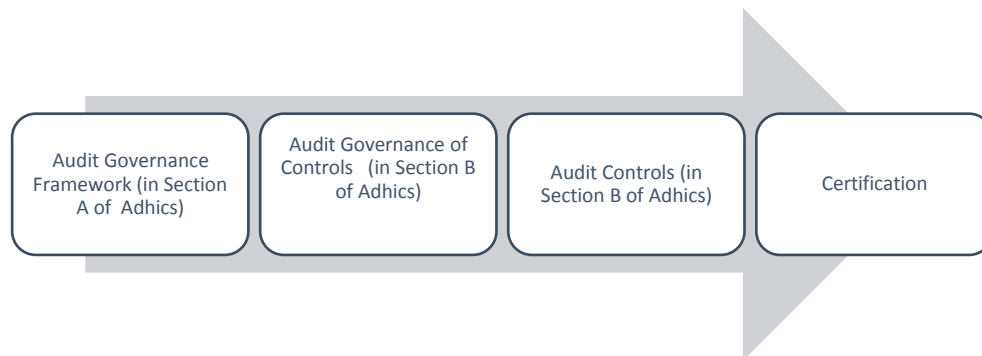 Audit Governance
Framework (in Section
A of  Adhics)
Audit Governance of
Controls   (in Section B
of Adhics)
Audit Controls (in
Section B of Adhics)
Certification